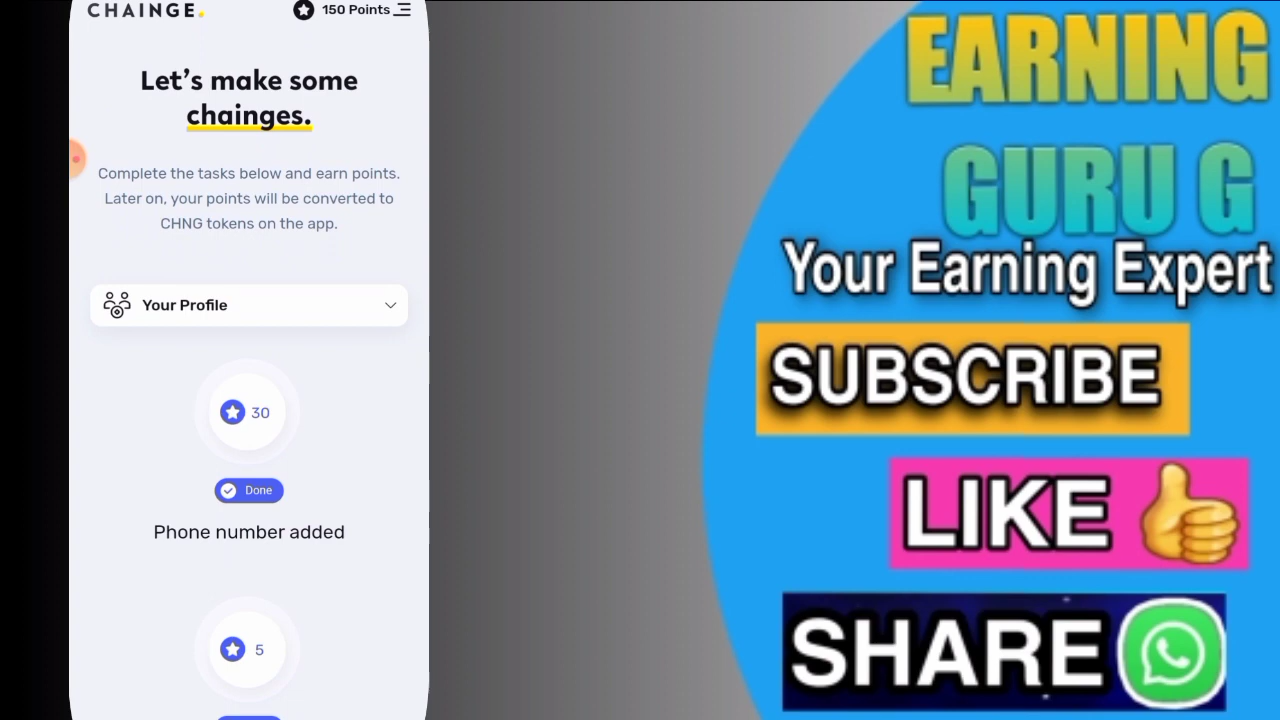 CHAINGE.
150 Points
Let's make some
chainges.
Complete the tasks below and earn points.
Later on, your points will be converted to
CHNG tokens on the app.
Your Profile
30
Done
Phone number added
5
EARNING
GURU G
Your Earning Expert
SUBSCRIBE
LIKE
SHARE